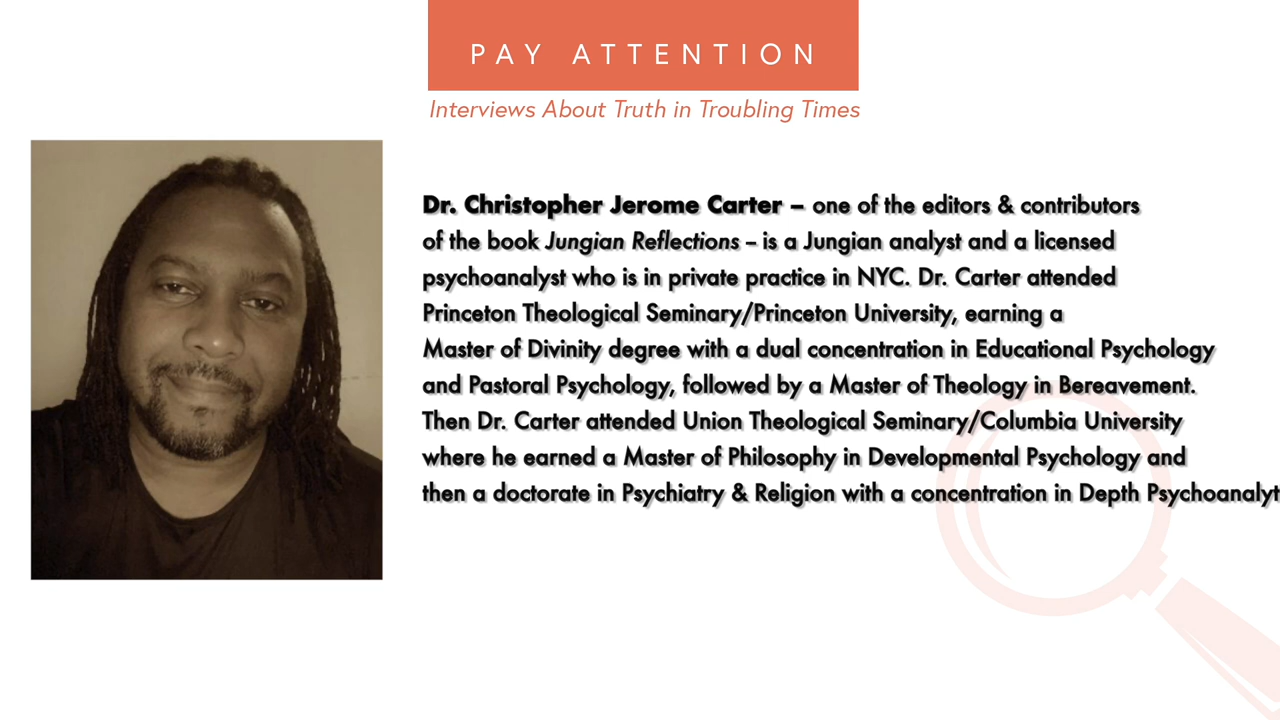 PAY ATTENTION
Interviews About Truth in Troubling Times
Dr. Christopher Jerome Carter – one of the editors & contributors
of the book Jungian Reflections – is a Jungian analyst and a licensed
psychoanalyst who is in private practice in NYC. Dr. Carter attended
Princeton Theological Seminary/Princeton University, earning a
Master of Divinity degree with a dual concentration in Educational Psychology
and Pastoral Psychology, followed by a Master of Theology in Bereavement.
Then Dr. Carter attended Union Theological Seminary/Columbia University
where he earned a Master of Philosophy in Developmental Psychology and
then a doctorate in Psychiatry & Religion with a concentration in Depth